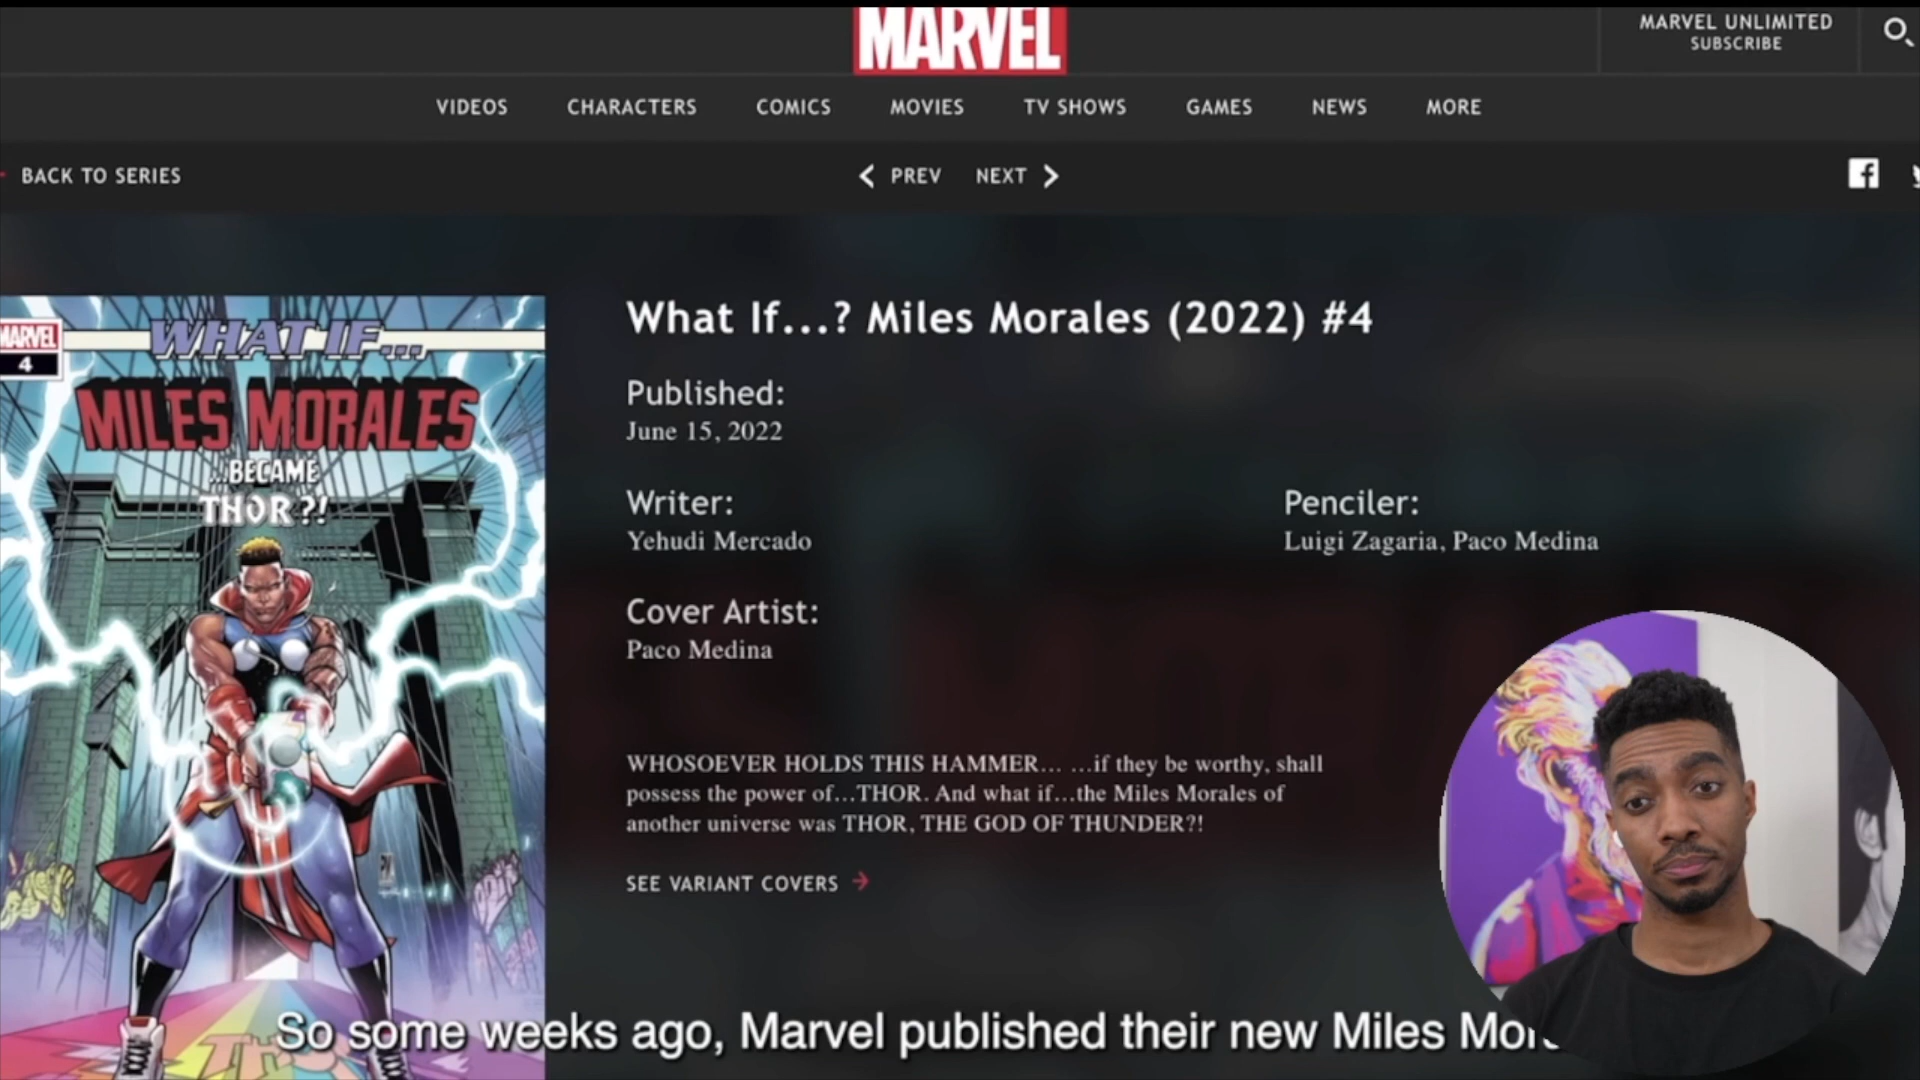 MARVEL
MARVEL UNLIMITED
SUBSCRIBE
VIDEOS CHARACTERS COMICS MOVIES TV SHOWS GAMES NEWS MORE
BACK TO SERIES
PREV NEXT
MARVEL
4
WHAT IF...
MILES MORALES
...BECAME
THOR?!
What If...? Miles Morales (2022) #4
Published:
June 15, 2022
Writer:
Yehudi Mercado
Penciler:
Luigi Zagaria, Paco Medina
Cover Artist:
Paco Medina
WHOSOEVER HOLDS THIS HAMMER... ...if they be worthy, shall
possess the power of...THOR. And what if...the Miles Morales of
another universe was THOR, THE GOD OF THUNDER?!
SEE VARIANT COVERS
So some weeks ago, Marvel published their new Miles